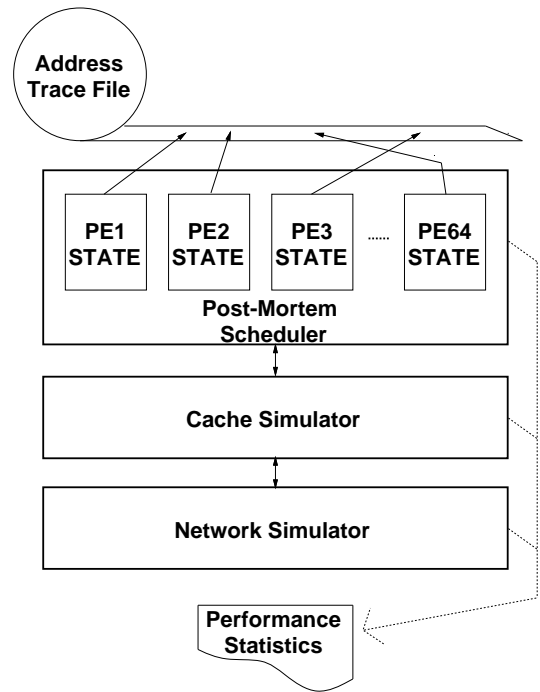 Address
Trace File
PE1
STATE
PE2
STATE
PE3
STATE
......
PE64
STATE
Post-Mortem
Scheduler
Cache Simulator
Network Simulator
Performance
Statistics